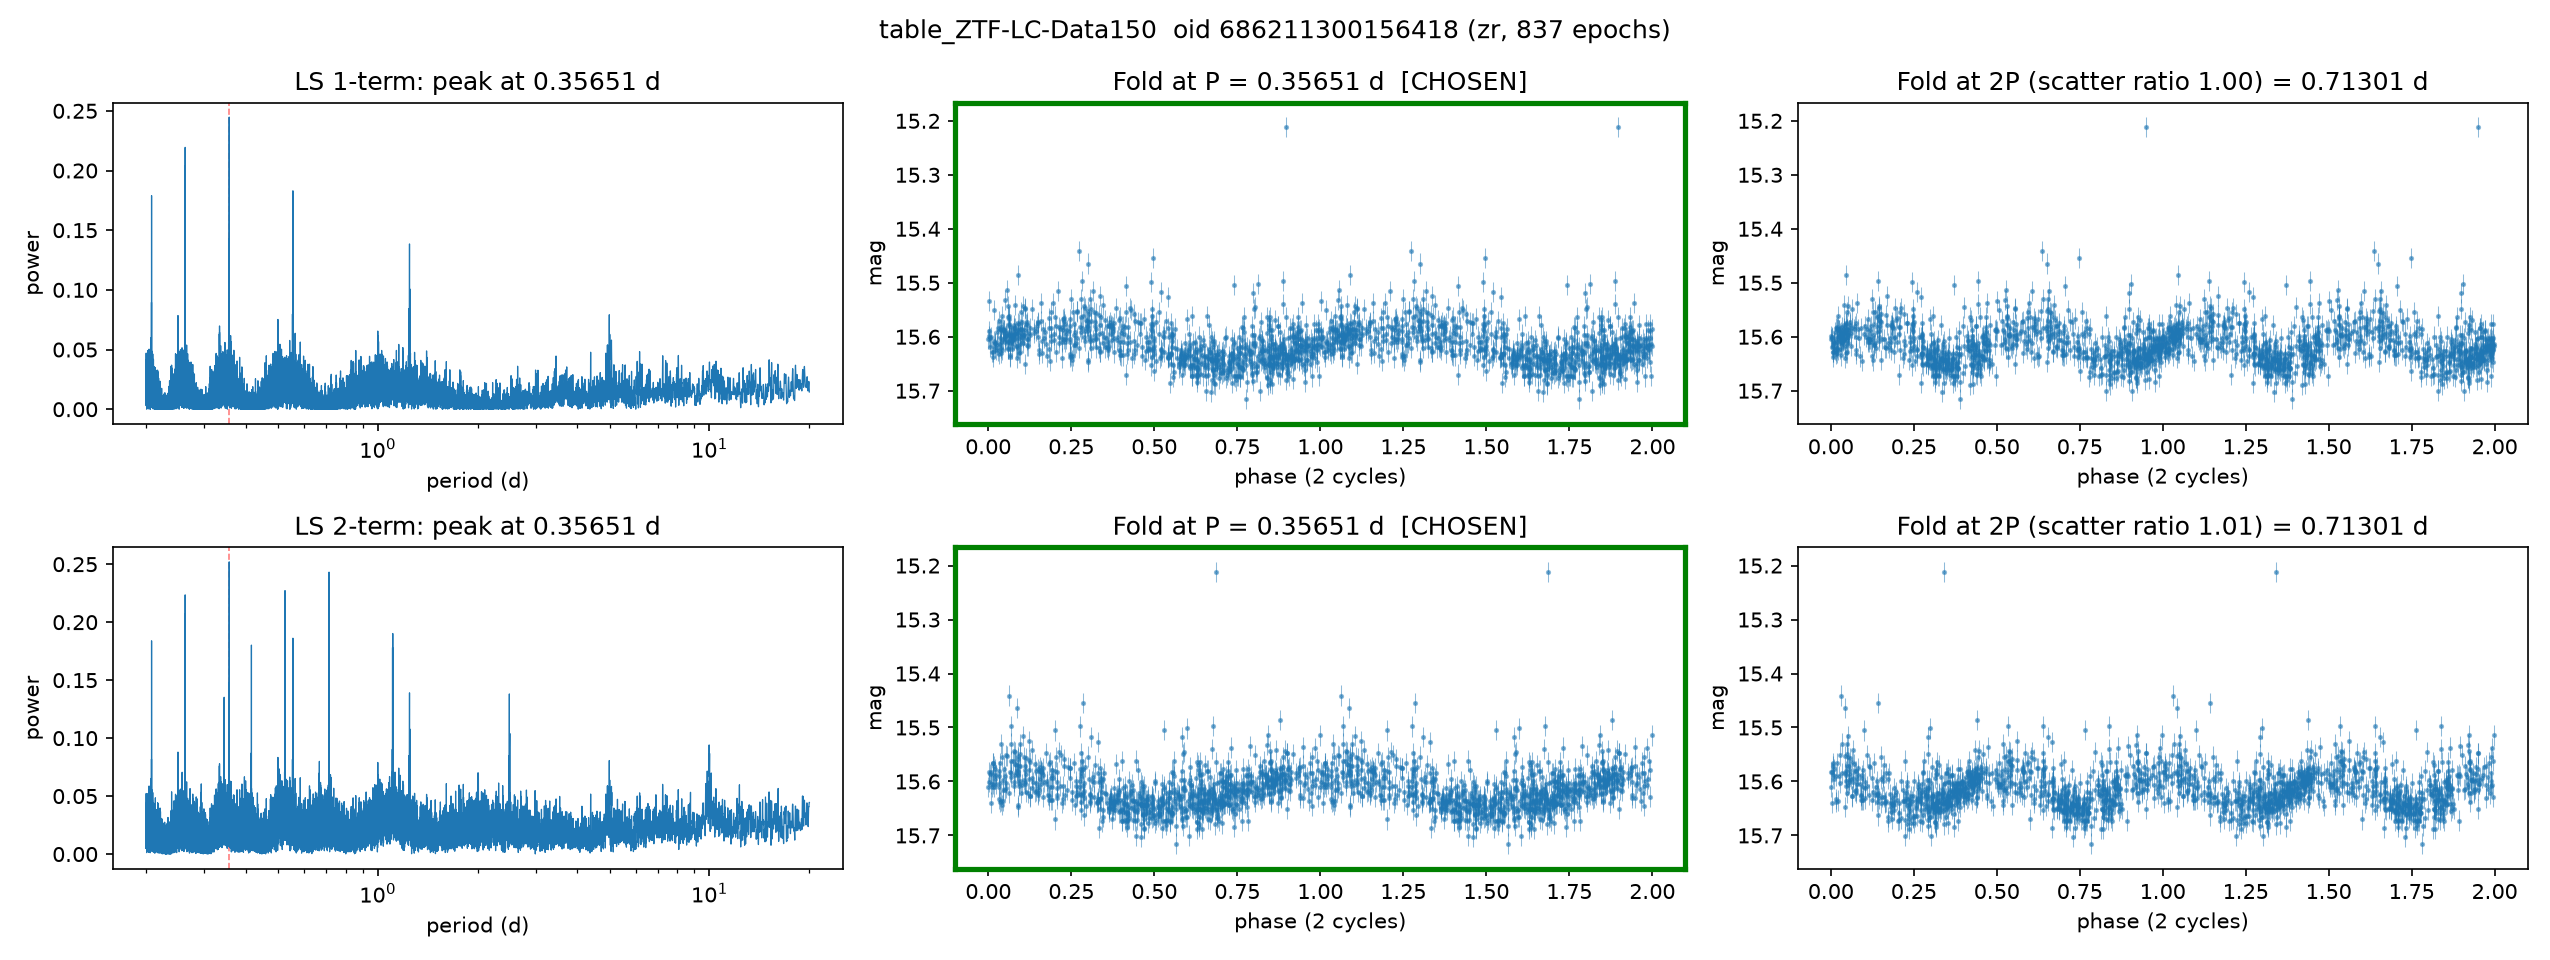 table_ZTF-LC-Data150  oid 686211300156418 (zr, 837 epochs)
LS 1-term: peak at 0.35651 d
power
0.25
0.20
0.15
0.10
0.05
0.00
10⁰
10¹
period (d)
Fold at P = 0.35651 d  [CHOSEN]
mag
15.2
15.3
15.4
15.5
15.6
15.7
0.00 0.25 0.50 0.75 1.00 1.25 1.50 1.75 2.00
phase (2 cycles)
Fold at 2P (scatter ratio 1.00) = 0.71301 d
mag
15.2
15.3
15.4
15.5
15.6
15.7
0.00 0.25 0.50 0.75 1.00 1.25 1.50 1.75 2.00
phase (2 cycles)
LS 2-term: peak at 0.35651 d
power
0.25
0.20
0.15
0.10
0.05
0.00
10⁰
10¹
period (d)
Fold at P = 0.35651 d  [CHOSEN]
mag
15.2
15.3
15.4
15.5
15.6
15.7
0.00 0.25 0.50 0.75 1.00 1.25 1.50 1.75 2.00
phase (2 cycles)
Fold at 2P (scatter ratio 1.01) = 0.71301 d
mag
15.2
15.3
15.4
15.5
15.6
15.7
0.00 0.25 0.50 0.75 1.00 1.25 1.50 1.75 2.00
phase (2 cycles)